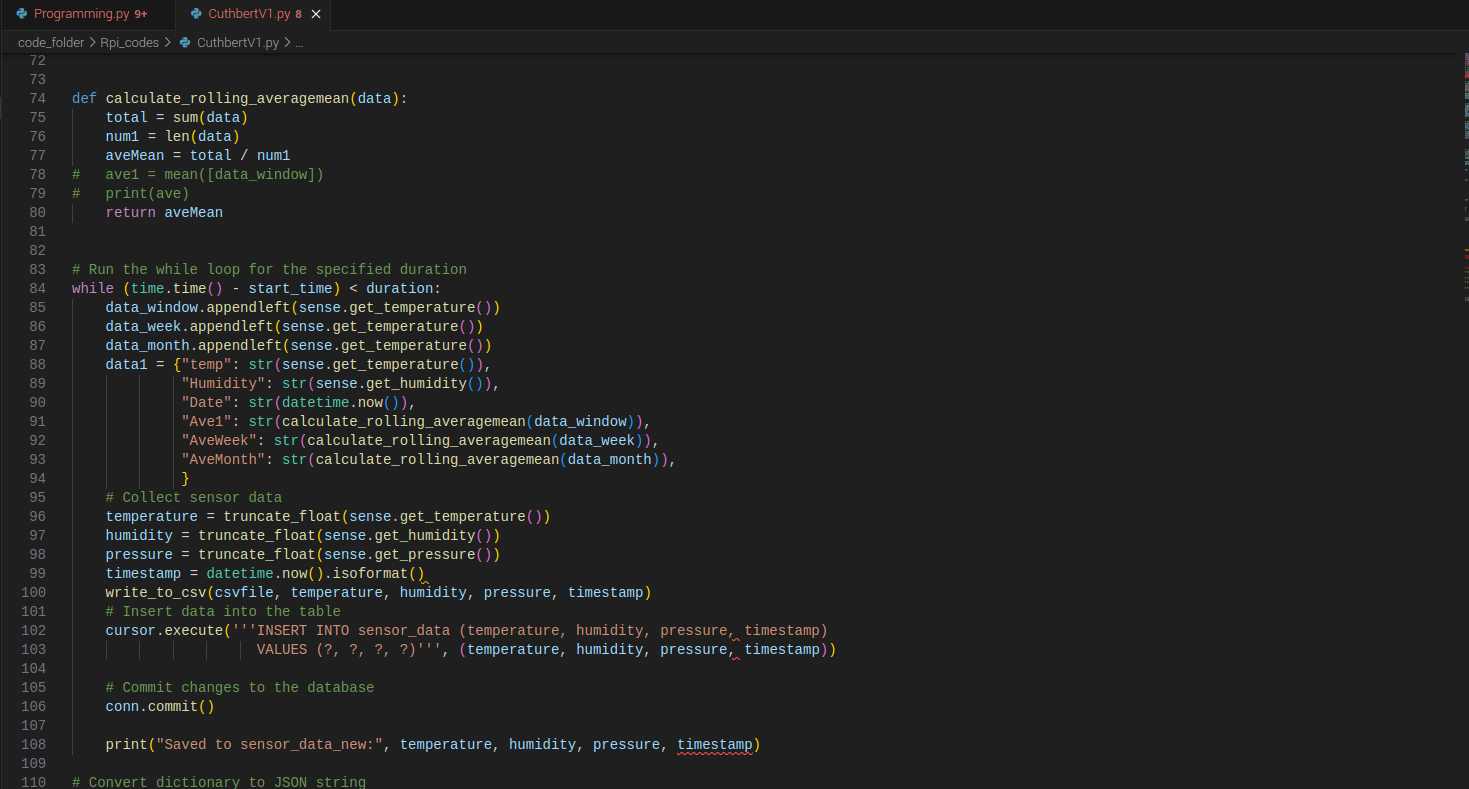 Programming.py 9+ CuthbertV1.py 8
code_folder > Rpi_codes > CuthbertV1.py > ...
72
73
74 def calculate_rolling_averagemean(data):
75     total = sum(data)
76     num1 = len(data)
77     aveMean = total / num1
78 #   ave1 = mean([data_window])
79 #   print(ave)
80     return aveMean
81
82
83 # Run the while loop for the specified duration
84 while (time.time() - start_time) < duration:
85     data_window.appendleft(sense.get_temperature())
86     data_week.appendleft(sense.get_temperature())
87     data_month.appendleft(sense.get_temperature())
88     data1 = {"temp": str(sense.get_temperature()),
89              "Humidity": str(sense.get_humidity()),
90              "Date": str(datetime.now()),
91              "Ave1": str(calculate_rolling_averagemean(data_window)),
92              "AveWeek": str(calculate_rolling_averagemean(data_week)),
93              "AveMonth": str(calculate_rolling_averagemean(data_month)),
94              }
95     # Collect sensor data
96     temperature = truncate_float(sense.get_temperature())
97     humidity = truncate_float(sense.get_humidity())
98     pressure = truncate_float(sense.get_pressure())
99     timestamp = datetime.now().isoformat()
100     write_to_csv(csvfile, temperature, humidity, pressure, timestamp)
101     # Insert data into the table
102     cursor.execute('''INSERT INTO sensor_data (temperature, humidity, pressure, timestamp)
103                       VALUES (?, ?, ?, ?)''', (temperature, humidity, pressure, timestamp))
104
105     # Commit changes to the database
106     conn.commit()
107
108     print("Saved to sensor_data_new:", temperature, humidity, pressure, timestamp)
109
110 # Convert dictionary to JSON string